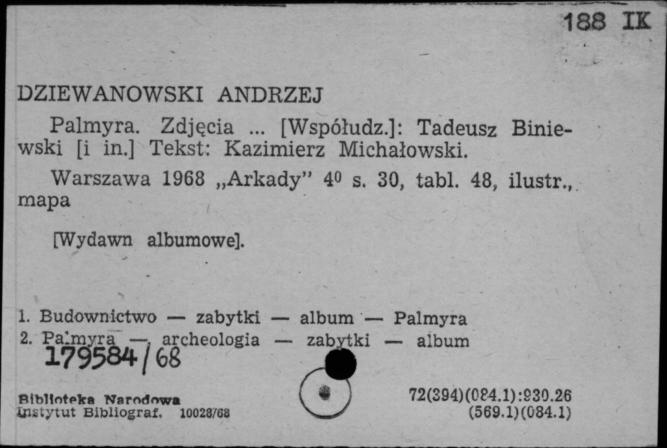 188 IK
DZIEWANOWSKI ANDRZEJ
Palmyra. Zdjęcia ... [Współudz.]: Tadeusz Binie-
wski [i in.] Tekst: Kazimierz Michałowski.
Warszawa 1968 „Arkady” 4⁰ s. 30, tabl. 48, ilustr.,
mapa
[Wydawn albumowe].
1. Budownictwo — zabytki — album — Palmyra
2. Palmyra — archeologia — zabytki — album
179584/68
Biblioteka Narodowa
Instytut Bibliograf. 10028/68
72(394)(084.1):930.26
(569.1)(084.1)